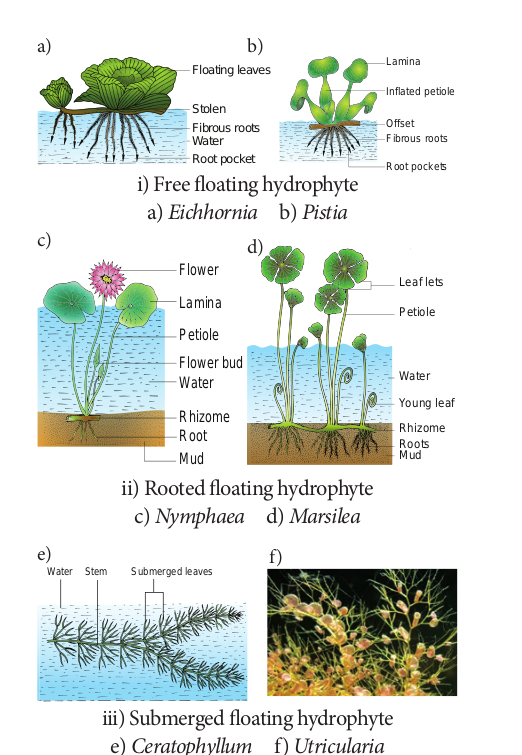 a)
b)
Floating leaves
Stolen
Fibrous roots
Water
Root pocket
Lamina
Inflated petiole
Offset
Fibrous roots
Root pockets
i) Free floating hydrophyte
a) Eichhornia b) Pistia
c)
d)
Flower
Lamina
Petiole
Flower bud
Water
Rhizome
Root
Mud
Leaf lets
Petiole
Water
Young leaf
Rhizome
Roots
Mud
ii) Rooted floating hydrophyte
c) Nymphaea d) Marsilea
e)
f)
Water Stem Submerged leaves
iii) Submerged floating hydrophyte
e) Ceratophyllum f) Utricularia